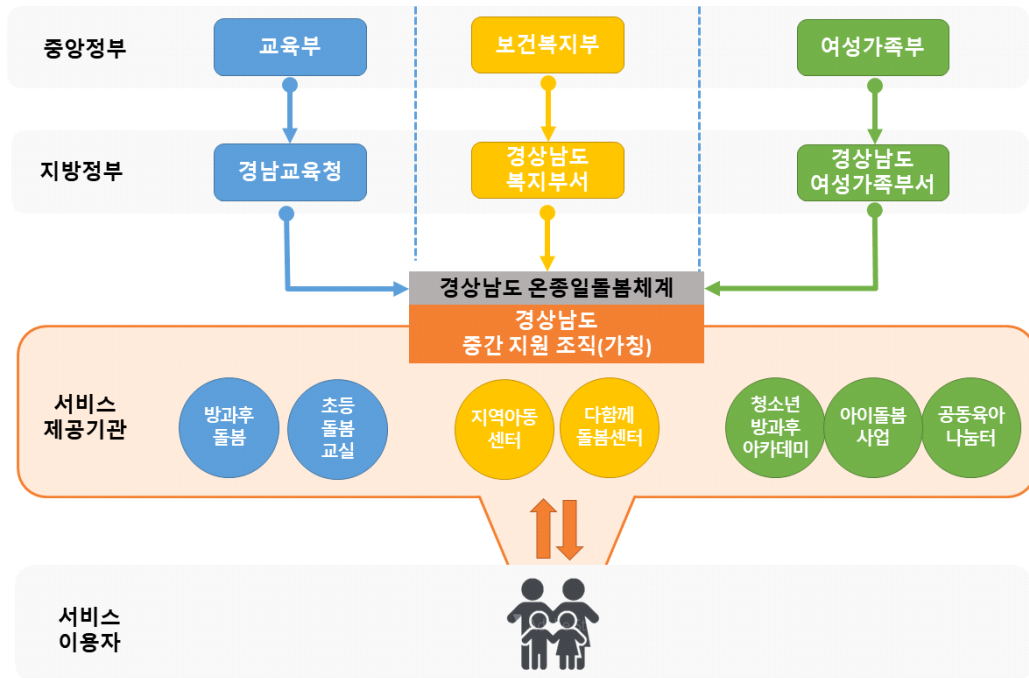 중앙정부
교육부
보건복지부
여성가족부
지방정부
경남교육청
경상남도
복지부서
경상남도
여성가족부서
경상남도 온종일돌봄체계
경상남도
중간 지원 조직(가칭)
서비스
제공기관
방과후
돌봄
초등
돌봄
교실
지역아동
센터
다함께
돌봄센터
청소년
방과후
아카데미
아이돌봄
사업
공동육아
나눔터
서비스
이용자